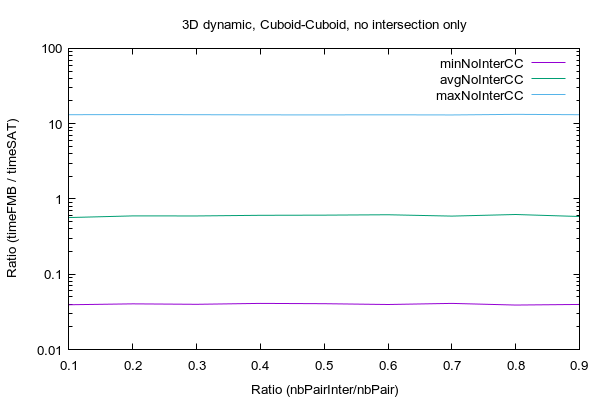 3D dynamic, Cuboid-Cuboid, no intersection only
100
10
1
0.1
0.01
Ratio (timeFMB / timeSAT)
minNoInterCC
avgNoInterCC
maxNoInterCC
0.1 0.2 0.3 0.4 0.5 0.6 0.7 0.8 0.9
Ratio (nbPairInter/nbPair)